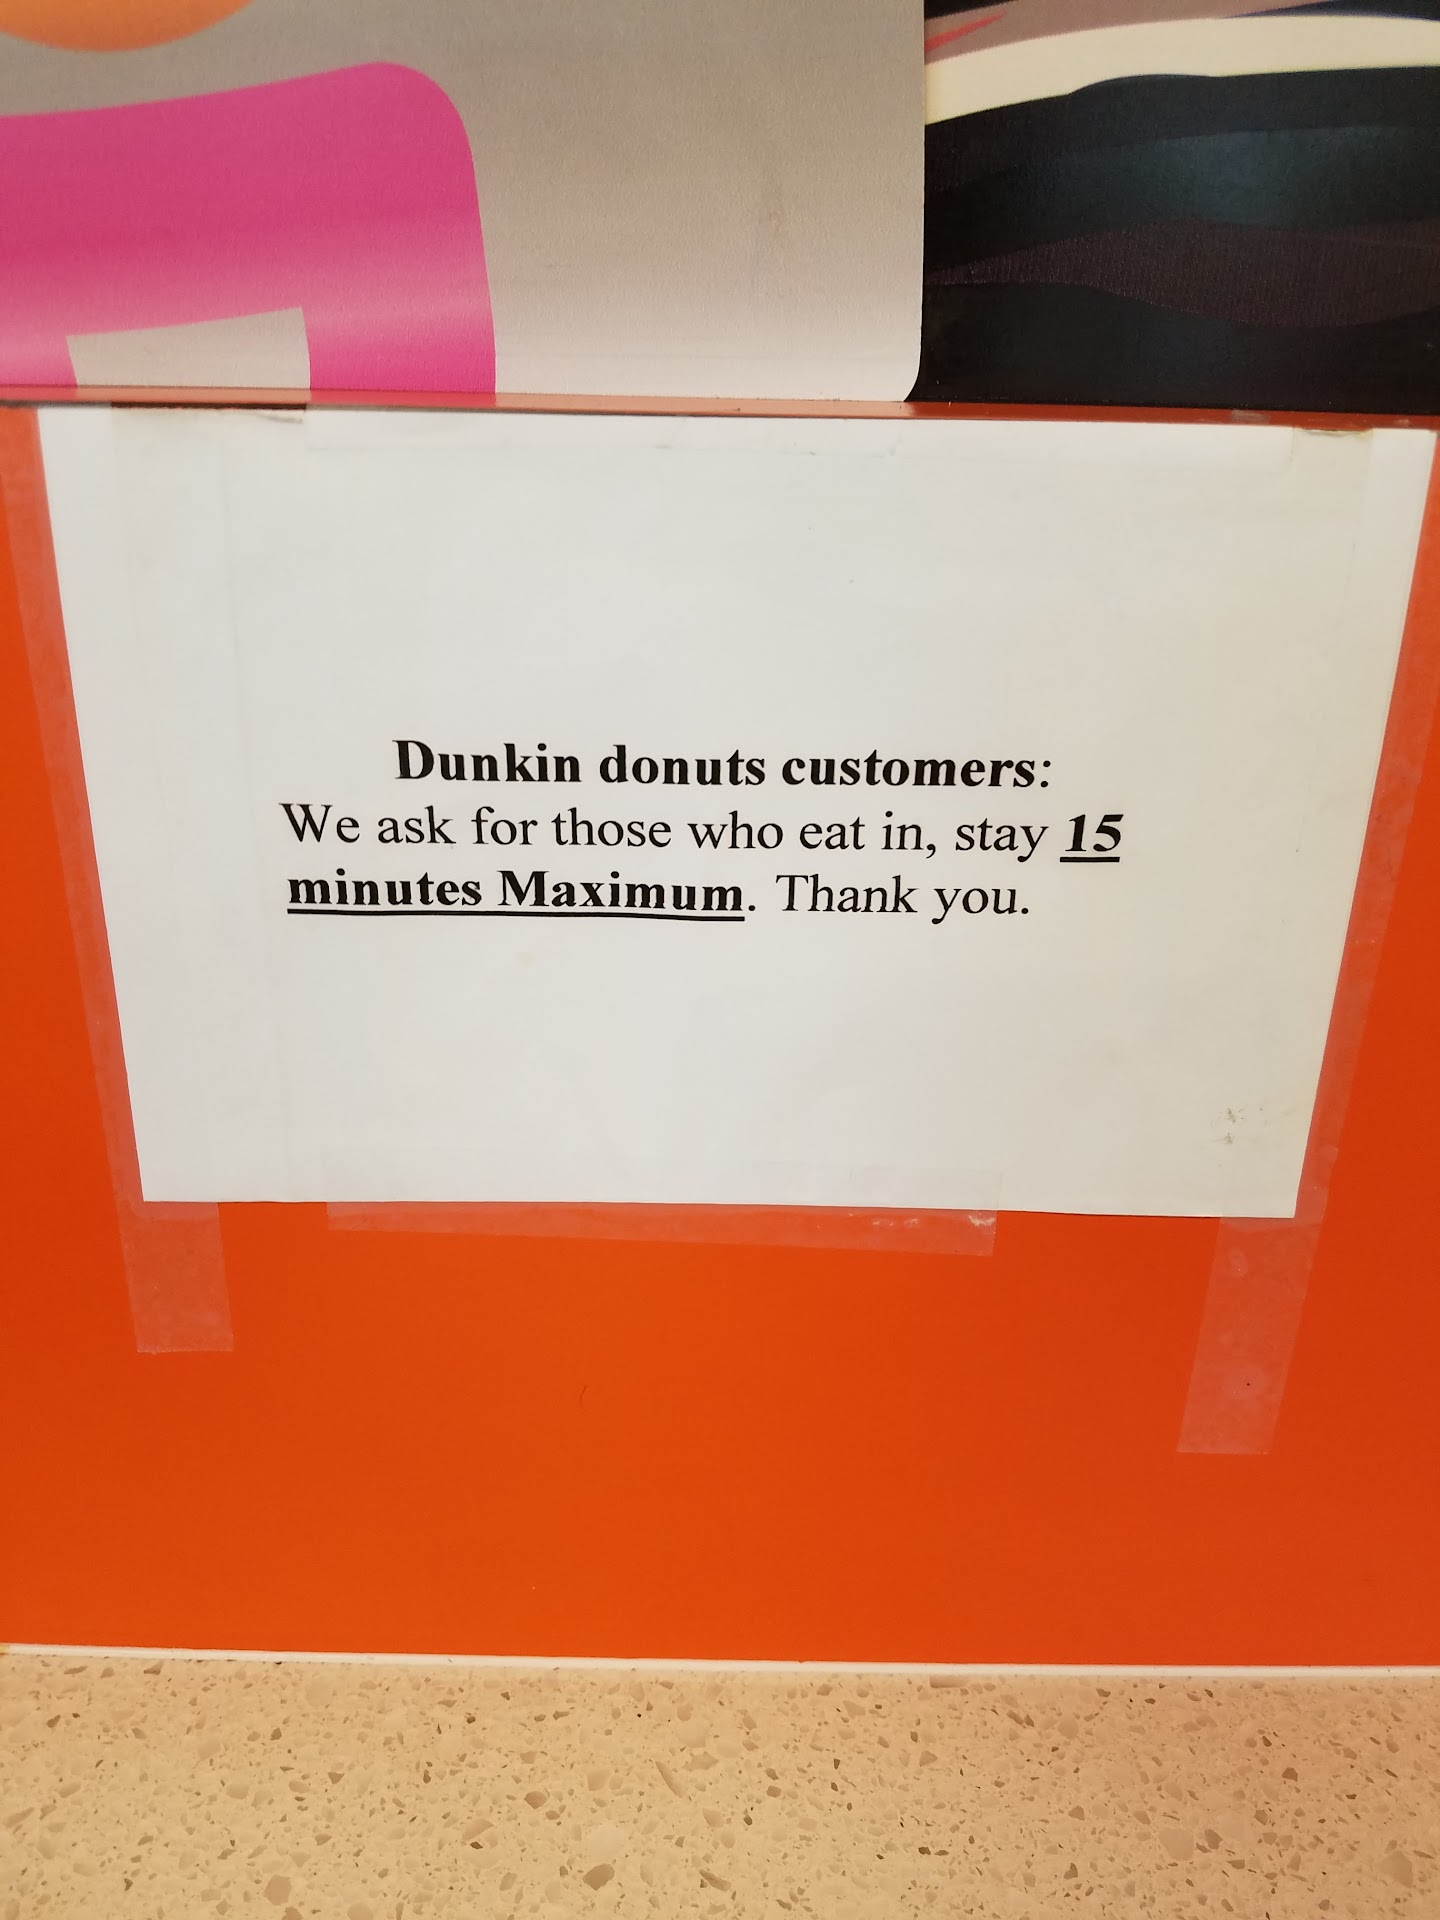 Dunkin donuts customers:
We ask for those who eat in, stay 15
minutes Maximum. Thank you.